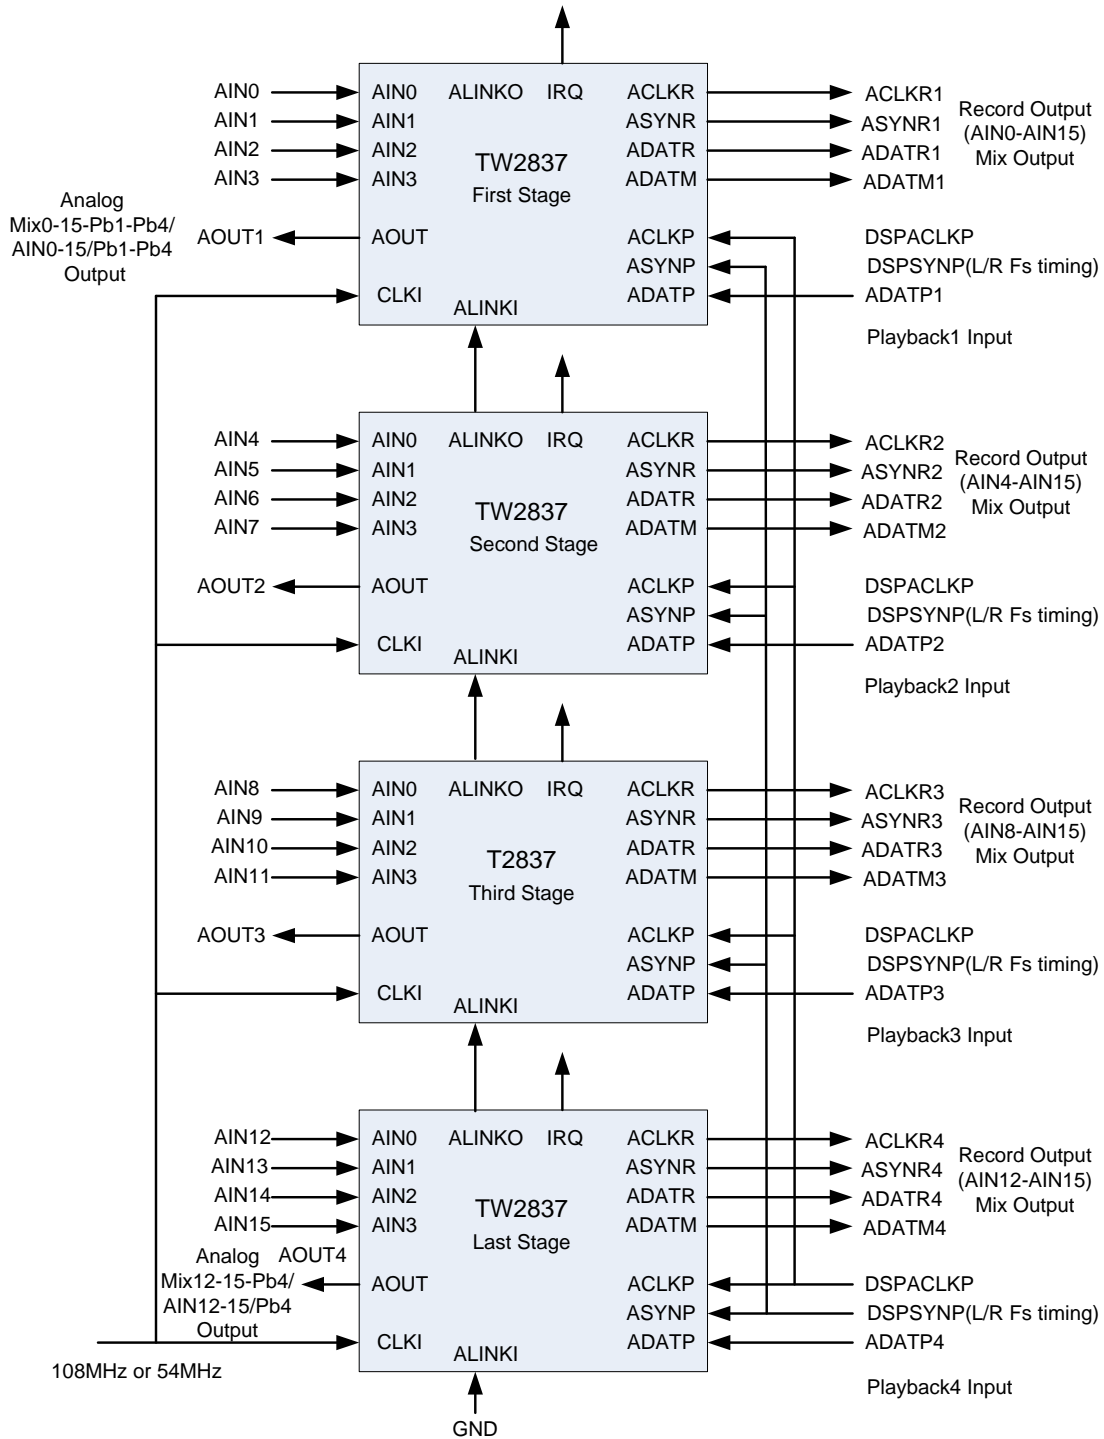 AIN0 AIN0 ALINKO IRQ ACLKR ACLKR1
AIN1 AIN1 ASYNR ASYNR1
AIN2 AIN2 ADATR ADATR1
AIN3 AIN3 ADATM ADATM1
Record Output
(AIN0-AIN15)
Mix Output
TW2837
First Stage
Analog
Mix0-15-Pb1-Pb4/
AIN0-15/Pb1-Pb4
Output
AOUT1 AOUT ACLKP DSPACLKP
ASYNP DSPSYNP(L/R Fs timing)
CLKI ALINKI ADATP ADATP1
Playback1 Input
AIN4 AIN0 ALINKO IRQ ACLKR ACLKR2
AIN5 AIN1 ASYNR ASYNR2
AIN6 AIN2 ADATR ADATR2
AIN7 AIN3 ADATM ADATM2
Record Output
(AIN4-AIN15)
Mix Output
TW2837
Second Stage
AOUT2 AOUT ACLKP DSPACLKP
ASYNP DSPSYNP(L/R Fs timing)
CLKI ALINKI ADATP ADATP2
Playback2 Input
AIN8 AIN0 ALINKO IRQ ACLKR ACLKR3
AIN9 AIN1 ASYNR ASYNR3
AIN10 AIN2 ADATR ADATR3
AIN11 AIN3 ADATM ADATM3
Record Output
(AIN8-AIN15)
Mix Output
T2837
Third Stage
AOUT3 AOUT ACLKP DSPACLKP
ASYNP DSPSYNP(L/R Fs timing)
CLKI ALINKI ADATP ADATP3
Playback3 Input
AIN12 AIN0 ALINKO IRQ ACLKR ACLKR4
AIN13 AIN1 ASYNR ASYNR4
AIN14 AIN2 ADATR ADATR4
AIN15 AIN3 ADATM ADATM4
Record Output
(AIN12-AIN15)
Mix Output
TW2837
Last Stage
Analog
Mix12-15-Pb4/
AIN12-15/Pb4
Output
AOUT4 AOUT ACLKP DSPACLKP
ASYNP DSPSYNP(L/R Fs timing)
CLKI ALINKI ADATP ADATP4
108MHz or 54MHz
Playback4 Input
GND